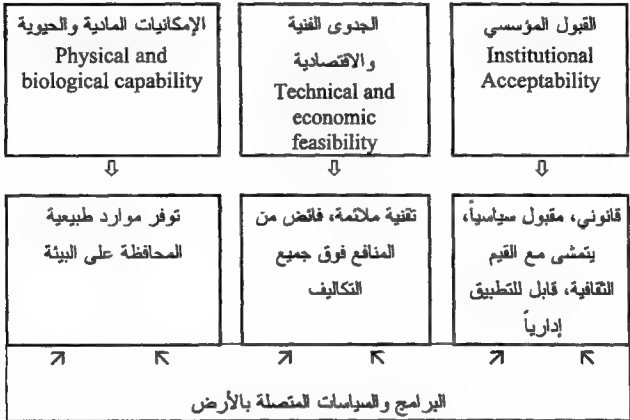 القبول المؤسسي
Institutional
Acceptability
الجدوى الفنية
والاقتصادية
Technical and
economic
feasibility
الإمكانيات المادية والحيوية
Physical and
biological capability
قانوني، مقبول سياسياً،
يتمشى مع القيم
الثقافية، قابل للتطبيق
إدارياً
تقنية ملائمة، فائض من
المنافع فوق جميع
التكاليف
توفر موارد طبيعية
المحافظة على البيئة
البرامج والسياسات المتصلة بالأرض